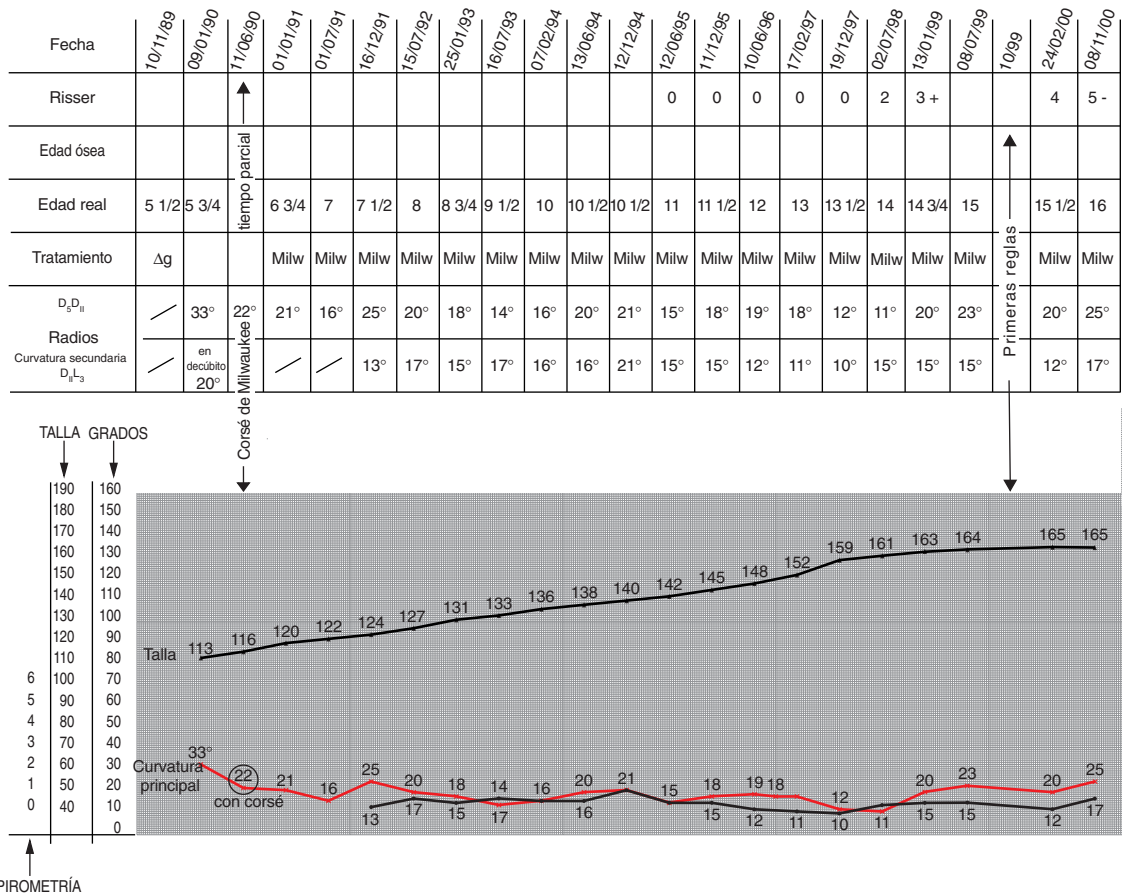 Fecha 10/11/89 09/01/90 11/06/90 01/01/91 01/07/91 16/12/91 15/07/92 25/01/93 16/07/93 07/02/94 13/06/94 12/12/94 12/06/95 11/12/95 10/06/96 17/02/97 19/12/97 02/07/98 13/01/99 08/07/99 10/99 24/02/00 08/11/00
Risser 0 0 0 0 0 2 3 + 4 5 -
Edad ósea
Edad real 5 1/2 5 3/4 6 3/4 7 7 1/2 8 8 3/4 9 1/2 10 10 1/2 10 1/2 11 11 1/2 12 13 13 1/2 14 14 3/4 15 15 1/2 16
Tratamiento Δg Milw Milw Milw Milw Milw Milw Milw Milw Milw Milw Milw Milw Milw Milw Milw Milw Milw Milw Milw
D5DII 33° 22° 21° 16° 25° 20° 18° 14° 16° 20° 21° 15° 18° 19° 18° 12° 11° 20° 23° 20° 25°
Radios
Curvatura secundaria
DIIL3
en
decúbito
20°
13° 17° 15° 17° 16° 16° 21° 15° 15° 12° 11° 10° 15° 15° 15° 12° 17°
Corsé de Milwaukee tiempo parcial
Primeras reglas
TALLA GRADOS
190 160
180 150
170 140
160 130
150 120
140 110
130 100
120 90
110 80
6 100 70
5 90 60
4 80 50
3 70 40
2 60 30
1 50 20
0 40 10
0
PIROMETRÍA
Talla
113 116 120 122 124 127 131 133 136 138 140 142 145 148 152 159 161 163 164 165 165
Curvatura
principal
33° 22 21 16 25 20 18 14 16 20 21 15 18 19 18 12 11 20 23 20 25
con corsé
13 17 15 17 16 15 12 11 10 15 15 12 17